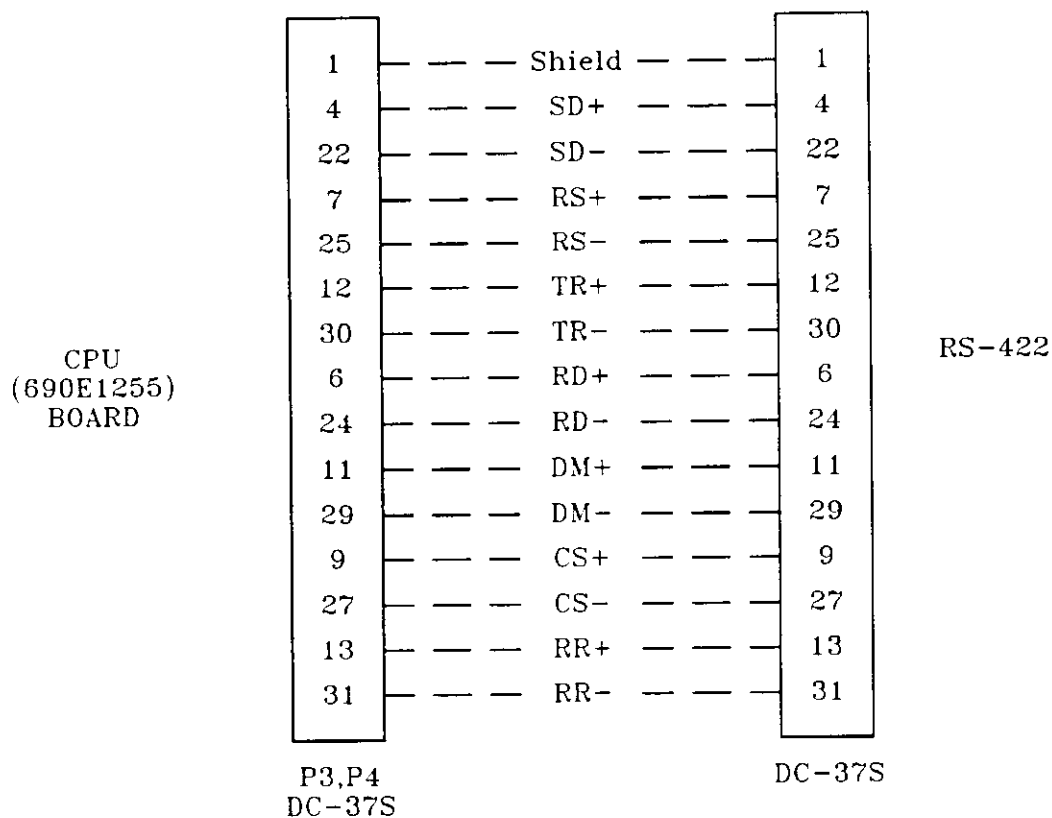 1 Shield 1
4 SD+ 4
22 SD- 22
7 RS+ 7
25 RS- 25
12 TR+ 12
30 TR- 30
6 RD+ 6
24 RD- 24
11 DM+ 11
29 DM- 29
9 CS+ 9
27 CS- 27
13 RR+ 13
31 RR- 31
CPU
(690E1255)
BOARD
RS-422
P3,P4
DC-37S
DC-37S